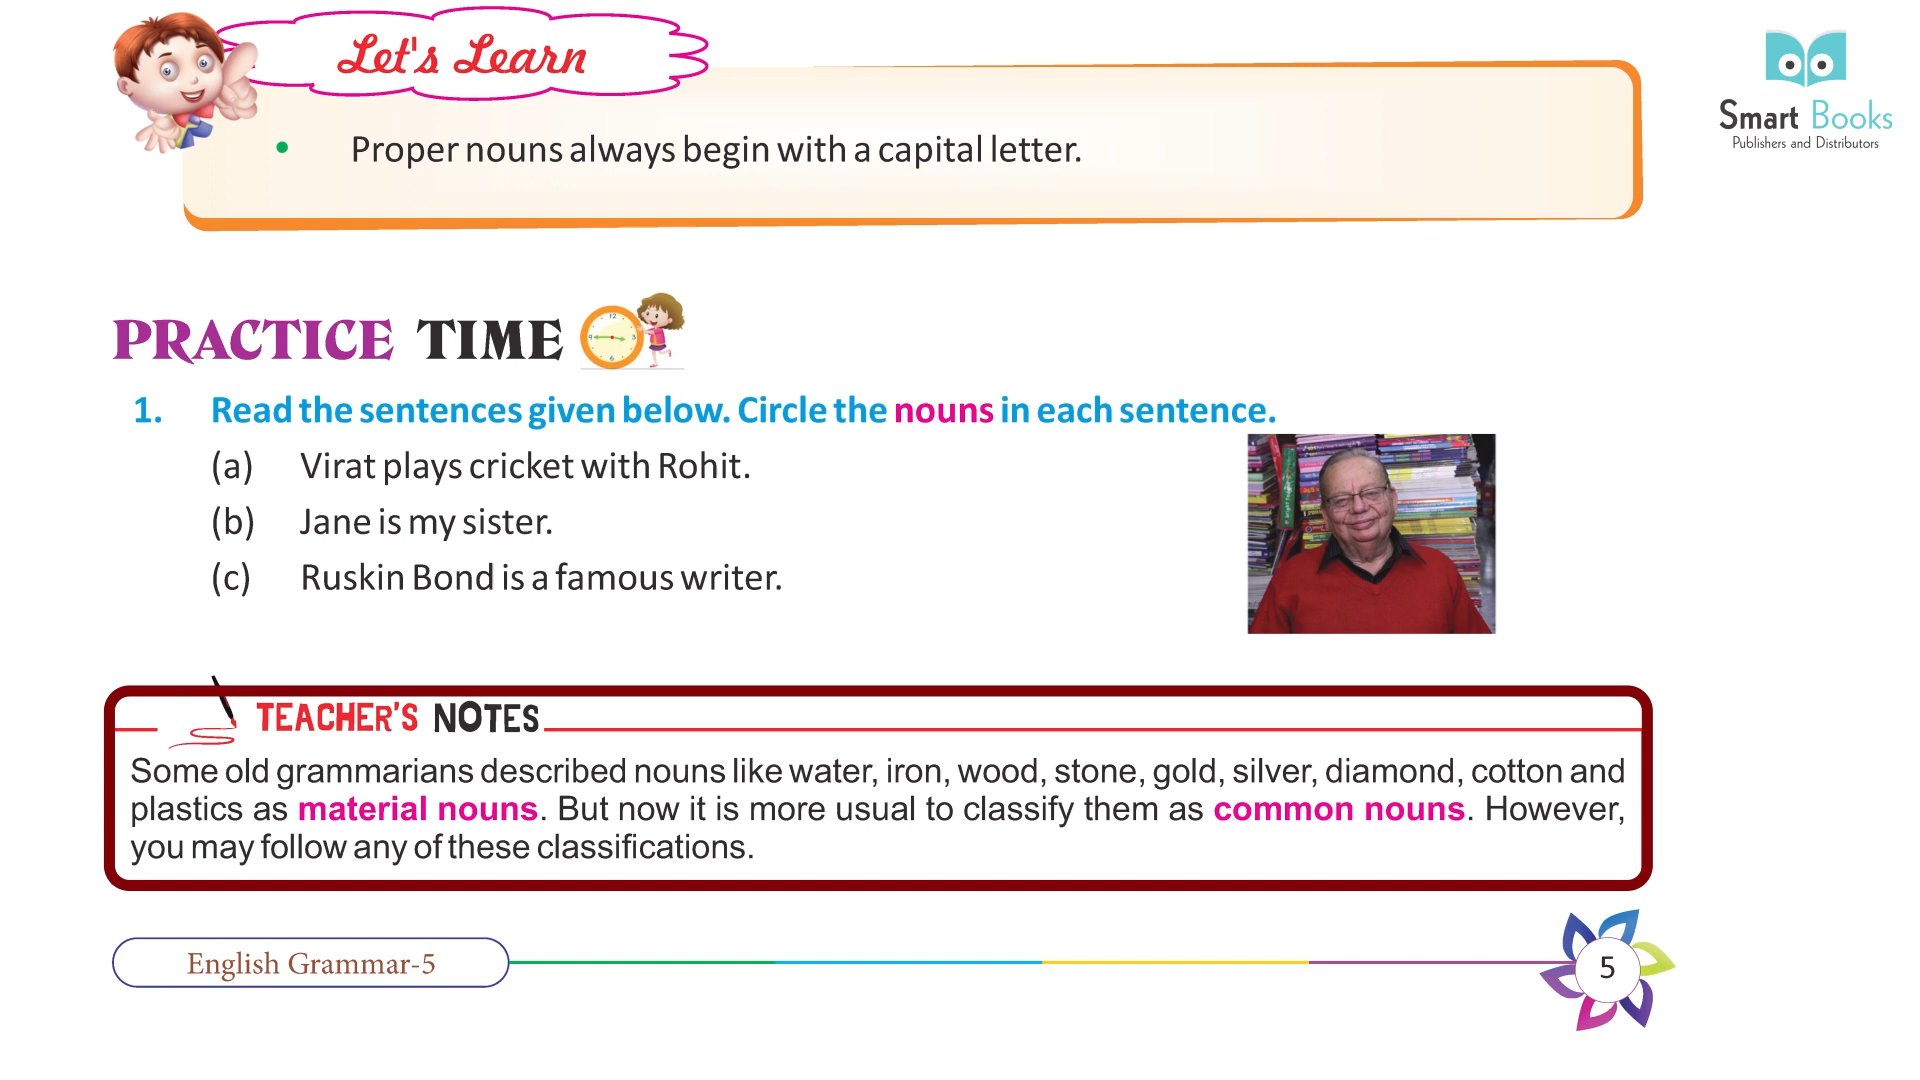 Let's Learn
Smart Books
Publishers and Distributors
• Proper nouns always begin with a capital letter.
PRACTICE TIME
1. Read the sentences given below. Circle the nouns in each sentence.
(a) Virat plays cricket with Rohit.
(b) Jane is my sister.
(c) Ruskin Bond is a famous writer.
TEACHER'S NOTES
Some old grammarians described nouns like water, iron, wood, stone, gold, silver, diamond, cotton and
plastics as material nouns. But now it is more usual to classify them as common nouns. However,
you may follow any of these classifications.
English Grammar-5
5